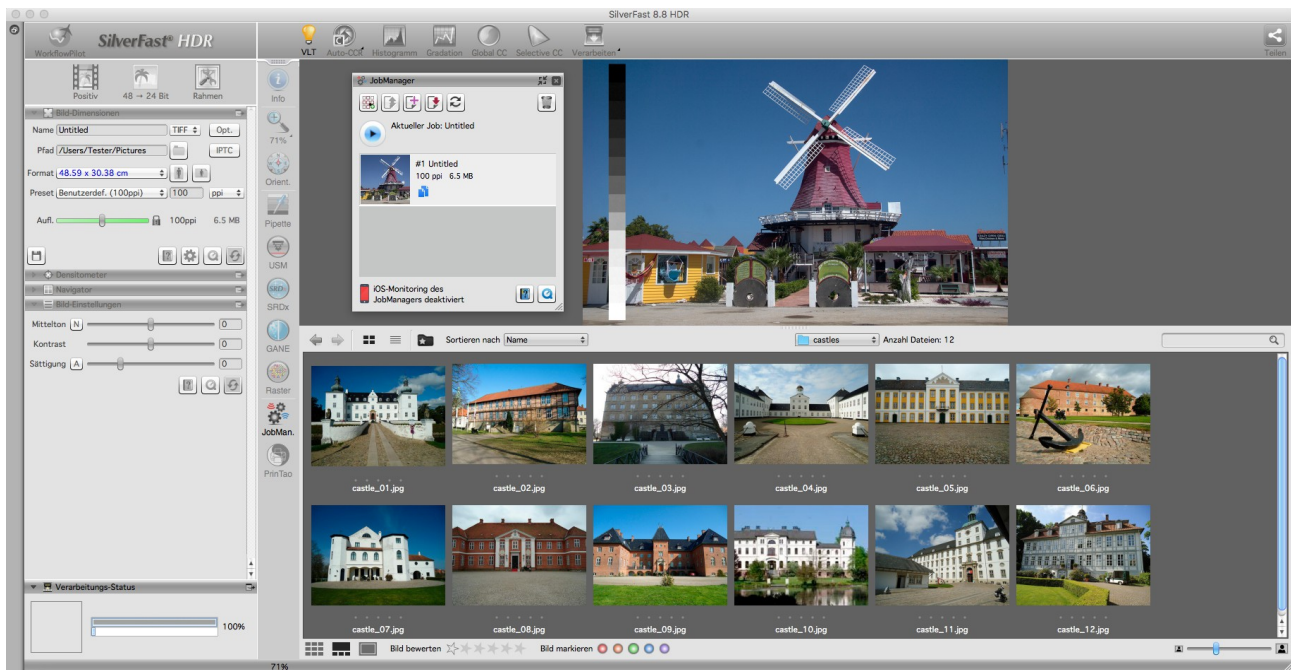 SilverFast 8.8 HDR
WorkflowPilot
SilverFast® HDR
VLT
Auto-CCR
Histogramm
Gradation
Global CC
Selective CC
Verarbeiten
Teilen
Positiv
48 → 24 Bit
Rahmen
Bild-Dimensionen
Name Untitled TIFF Opt.
Pfad /Users/Tester/Pictures IPTC
Format 48.59 x 30.38 cm
Preset Benutzerdef. (100ppi) 100 ppi
Aufl. 100ppi 6.5 MB
Densitometer
Navigator
Bild-Einstellungen
Mittelton N 0
Kontrast 0
Sättigung A 0
Verarbeitungs-Status
100%
Info
71%
Orient.
Pipette
USM
SRDx
SRDx
GANE
Raster
JobMan.
PrinTao
JobManager
Aktueller Job: Untitled
#1 Untitled
100 ppi 6.5 MB
iOS-Monitoring des
JobManagers deaktiviert
Sortieren nach Name
castles
Anzahl Dateien: 12
castle_01.jpg
castle_02.jpg
castle_03.jpg
castle_04.jpg
castle_05.jpg
castle_06.jpg
castle_07.jpg
castle_08.jpg
castle_09.jpg
castle_10.jpg
castle_11.jpg
castle_12.jpg
Bild bewerten
Bild markieren
71%